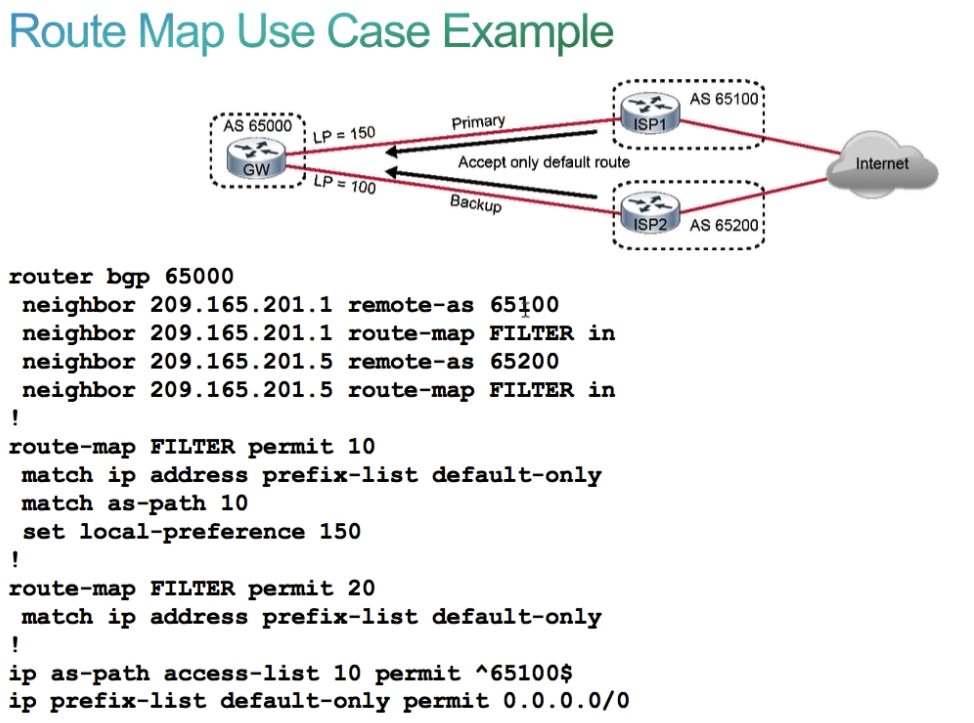 Route Map Use Case Example
AS 65000
GW
LP = 150
Primary
LP = 100
Backup
Accept only default route
ISP1
AS 65100
ISP2
AS 65200
Internet
router bgp 65000
neighbor 209.165.201.1 remote-as 65100
neighbor 209.165.201.1 route-map FILTER in
neighbor 209.165.201.5 remote-as 65200
neighbor 209.165.201.5 route-map FILTER in
!
route-map FILTER permit 10
match ip address prefix-list default-only
match as-path 10
set local-preference 150
!
route-map FILTER permit 20
match ip address prefix-list default-only
!
ip as-path access-list 10 permit ^65100$
ip prefix-list default-only permit 0.0.0.0/0